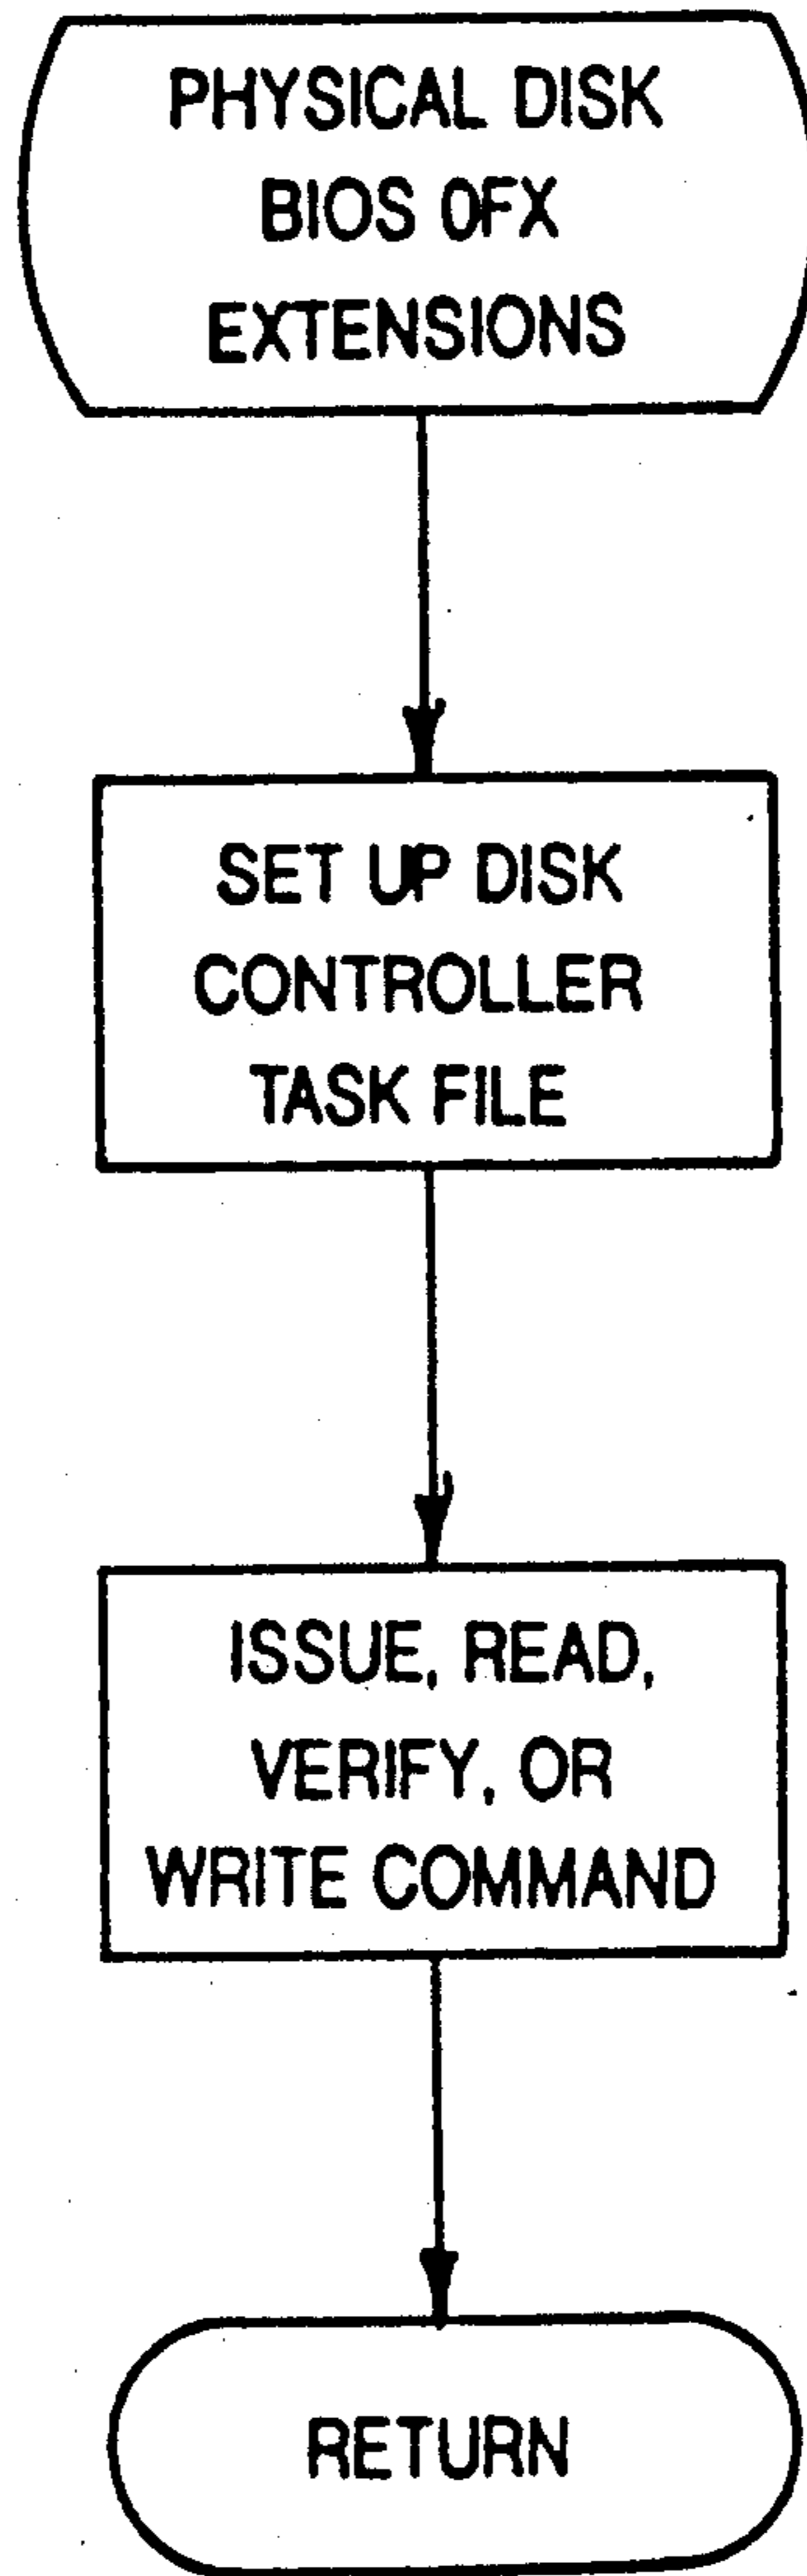 PHYSICAL DISK
BIOS 0FX
EXTENSIONS
SET UP DISK
CONTROLLER
TASK FILE
ISSUE, READ,
VERIFY, OR
WRITE COMMAND
RETURN